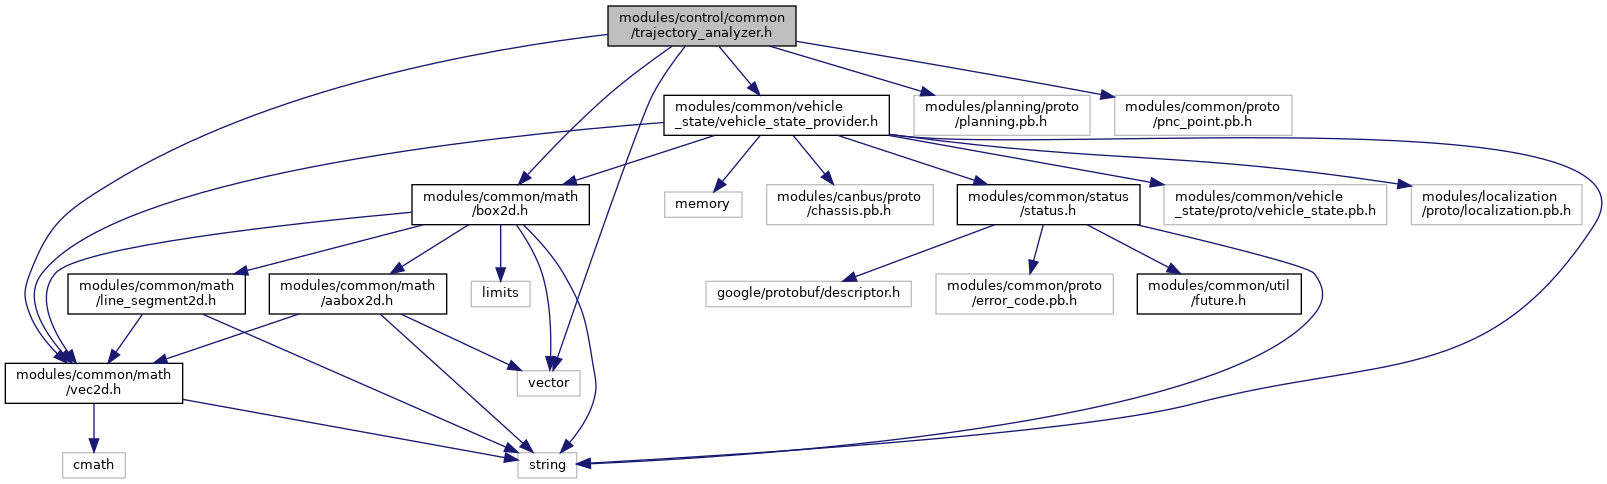 modules/control/common
/trajectory_analyzer.h
modules/common/vehicle
_state/vehicle_state_provider.h
modules/planning/proto
/planning.pb.h
modules/common/proto
/pnc_point.pb.h
modules/common/math
/box2d.h
memory
modules/canbus/proto
/chassis.pb.h
modules/common/status
/status.h
modules/common/vehicle
_state/proto/vehicle_state.pb.h
modules/localization
/proto/localization.pb.h
modules/common/math
/line_segment2d.h
modules/common/math
/aabox2d.h
limits
google/protobuf/descriptor.h
modules/common/proto
/error_code.pb.h
modules/common/util
/future.h
modules/common/math
/vec2d.h
vector
cmath
string